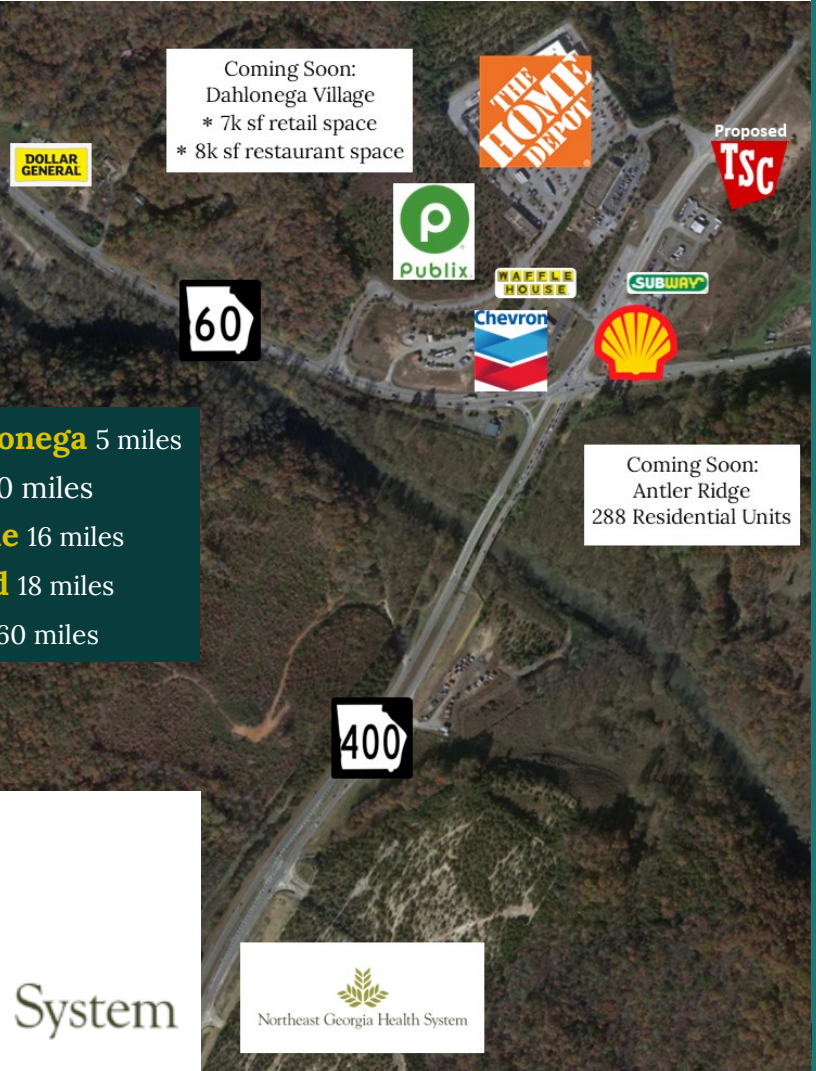 Coming Soon:
Dahlonega Village
* 7k sf retail space
* 8k sf restaurant space
THE
HOME
DEPOT
DOLLAR
GENERAL
Proposed
TSC
Publix
WAFFLE
HOUSE
SUBWAY
60
Chevron
onega 5 miles
0 miles
e 16 miles
d 18 miles
60 miles
Coming Soon:
Antler Ridge
288 Residential Units
400
System
Northeast Georgia Health System